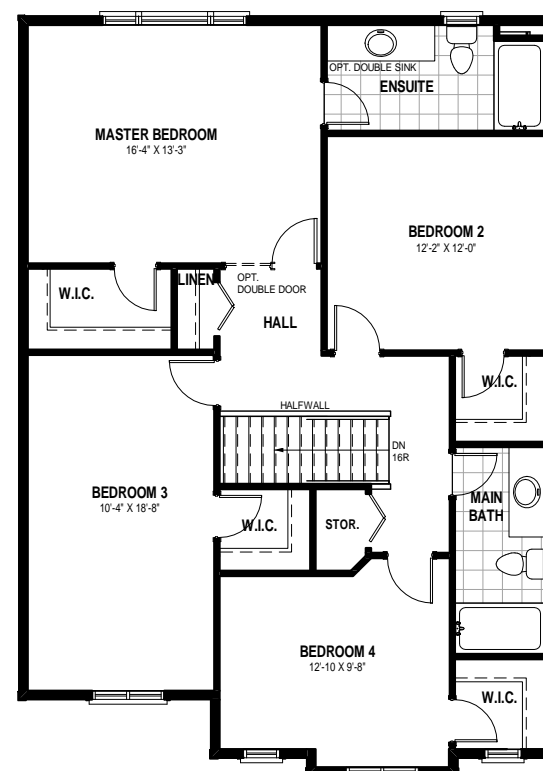 OPT. DOUBLE SINK
ENSUITE
MASTER BEDROOM
16'-4" X 13'-3"
BEDROOM 2
12'-2" X 12'-0"
W.I.C.
LINEN
OPT.
DOUBLE DOOR
HALL
W.I.C.
HALFWALL
DN
16R
BEDROOM 3
10'-4" X 18'-8"
W.I.C.
STOR.
MAIN
BATH
BEDROOM 4
12'-10 X 9'-8"
W.I.C.